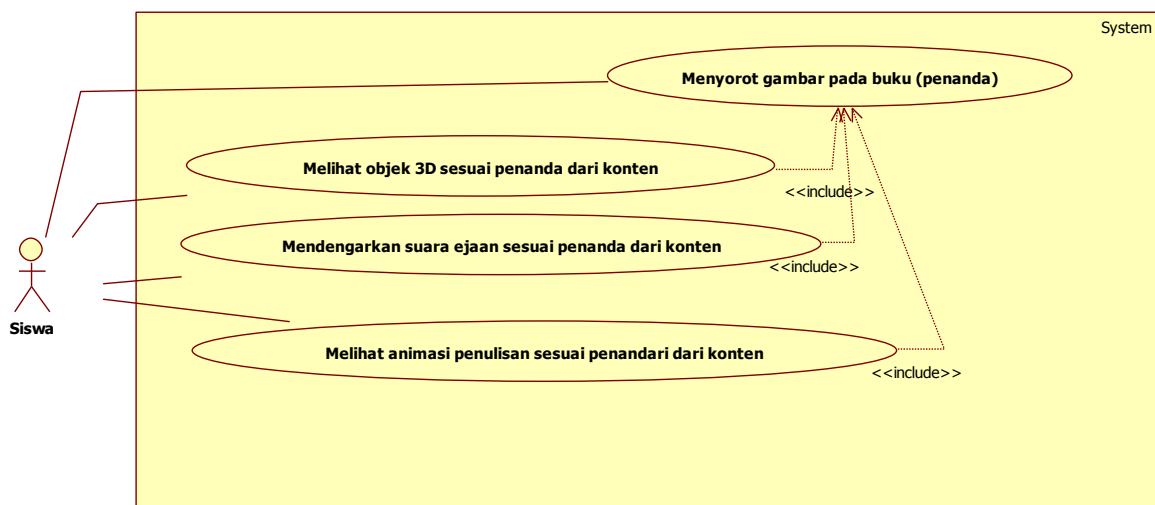 System
Menyorot gambar pada buku (penanda)
Melihat objek 3D sesuai penanda dari konten
<<include>>
Mendengarkan suara ejaan sesuai penanda dari konten
<<include>>
Siswa
Melihat animasi penulisan sesuai penandari dari konten
<<include>>